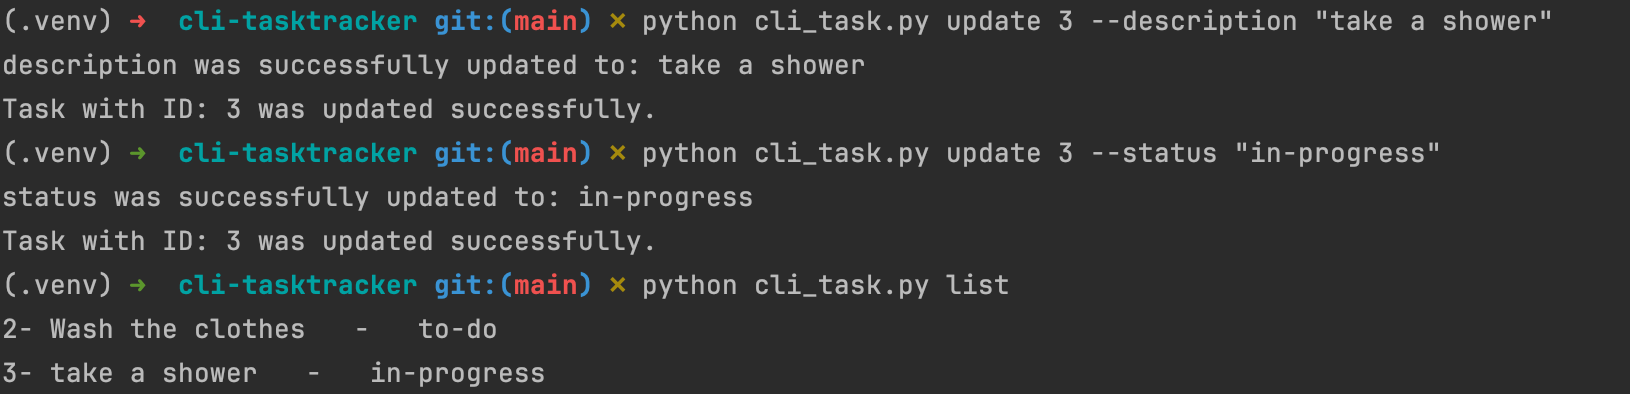 (.venv) ➜  cli-tasktracker git:(main) ✗ python cli_task.py update 3 --description "take a shower"
description was successfully updated to: take a shower
Task with ID: 3 was updated successfully.
(.venv) ➜  cli-tasktracker git:(main) ✗ python cli_task.py update 3 --status "in-progress"
status was successfully updated to: in-progress
Task with ID: 3 was updated successfully.
(.venv) ➜  cli-tasktracker git:(main) ✗ python cli_task.py list
2- Wash the clothes   -   to-do
3- take a shower   -   in-progress